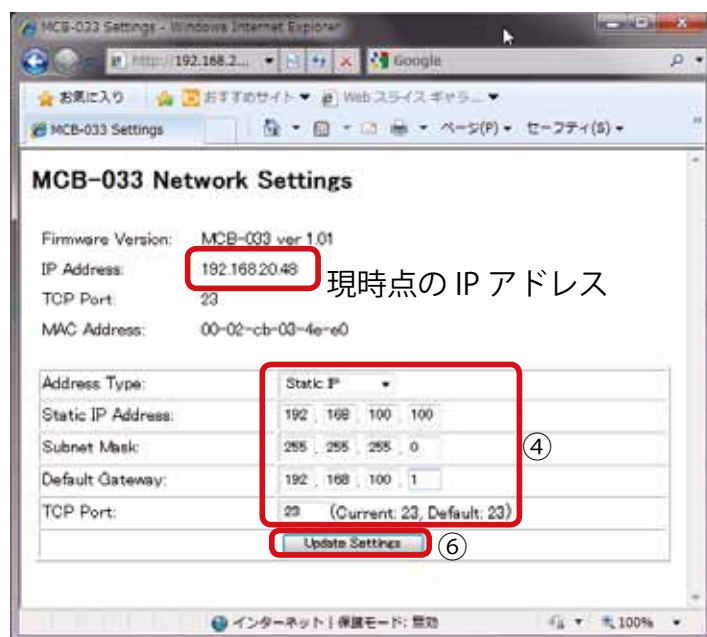 MCB-033 Settings - Windows Internet Explorer
http://192.168.2... Google
お気に入り おすすめサイト Web スライス ギャラ...
MCB-033 Settings ページ(P) セーフティ(S)
MCB-033 Network Settings
Firmware Version: MCB-033 ver 1.01
IP Address: 192.168.20.48
現時点の IP アドレス
TCP Port: 23
MAC Address: 00-02-cb-03-4e-e0
Address Type: Static IP
Static IP Address: 192 . 168 . 100 . 100
Subnet Mask: 255 . 255 . 255 . 0
④
Default Gateway: 192 . 168 . 100 . 1
TCP Port: 23 (Current: 23, Default: 23)
Update Settings ⑥
インターネット | 保護モード: 無効 100%